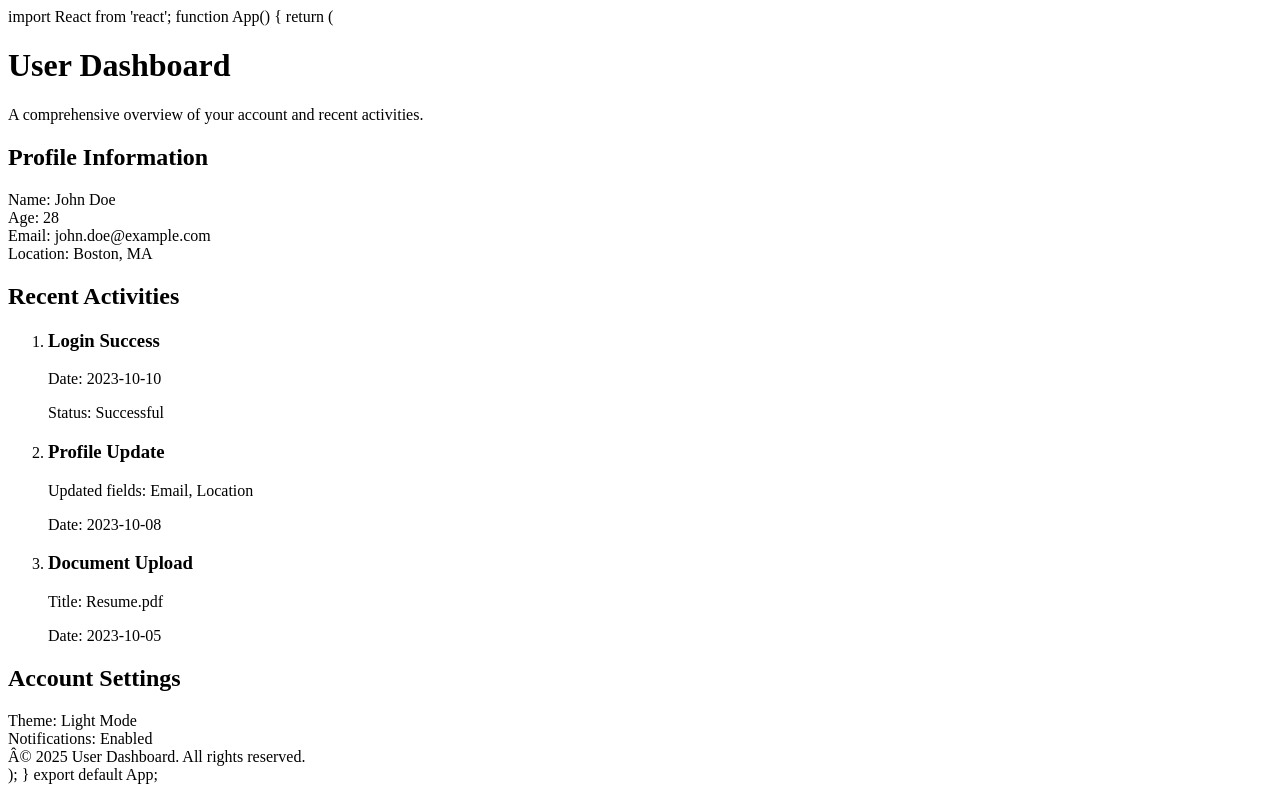 import React from 'react'; function App() { return (
User Dashboard
A comprehensive overview of your account and recent activities.
Profile Information
Name: John Doe
Age: 28
Email: john.doe@example.com
Location: Boston, MA
Recent Activities
1. Login Success
Date: 2023-10-10
Status: Successful
2. Profile Update
Updated fields: Email, Location
Date: 2023-10-08
3. Document Upload
Title: Resume.pdf
Date: 2023-10-05
Account Settings
Theme: Light Mode
Notifications: Enabled
Â© 2025 User Dashboard. All rights reserved.
); } export default App;